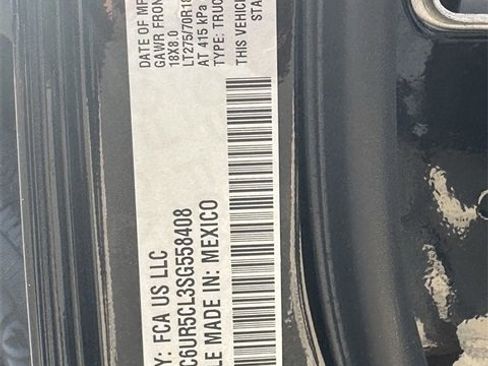 DATE OF MF
GAWR FRON
18X8.0
LT275/70R18
AT 415 kPa
TYPE: TRUC
THIS VEHICLE
STA
Y: FCA US LLC
C6UR5CL3SG558408
LE MADE IN: MEXICO